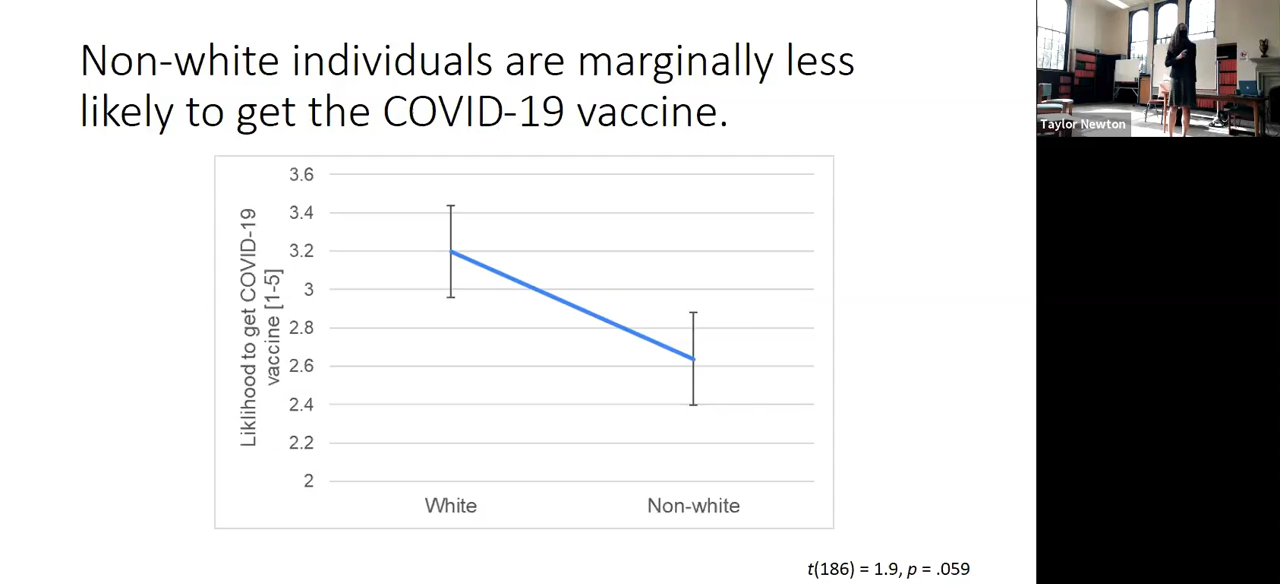 Non-white individuals are marginally less
likely to get the COVID-19 vaccine.
Taylor Newton
Liklihood to get COVID-19
vaccine [1-5]
3.6
3.4
3.2
3
2.8
2.6
2.4
2.2
2
White Non-white
t(186) = 1.9, p = .059